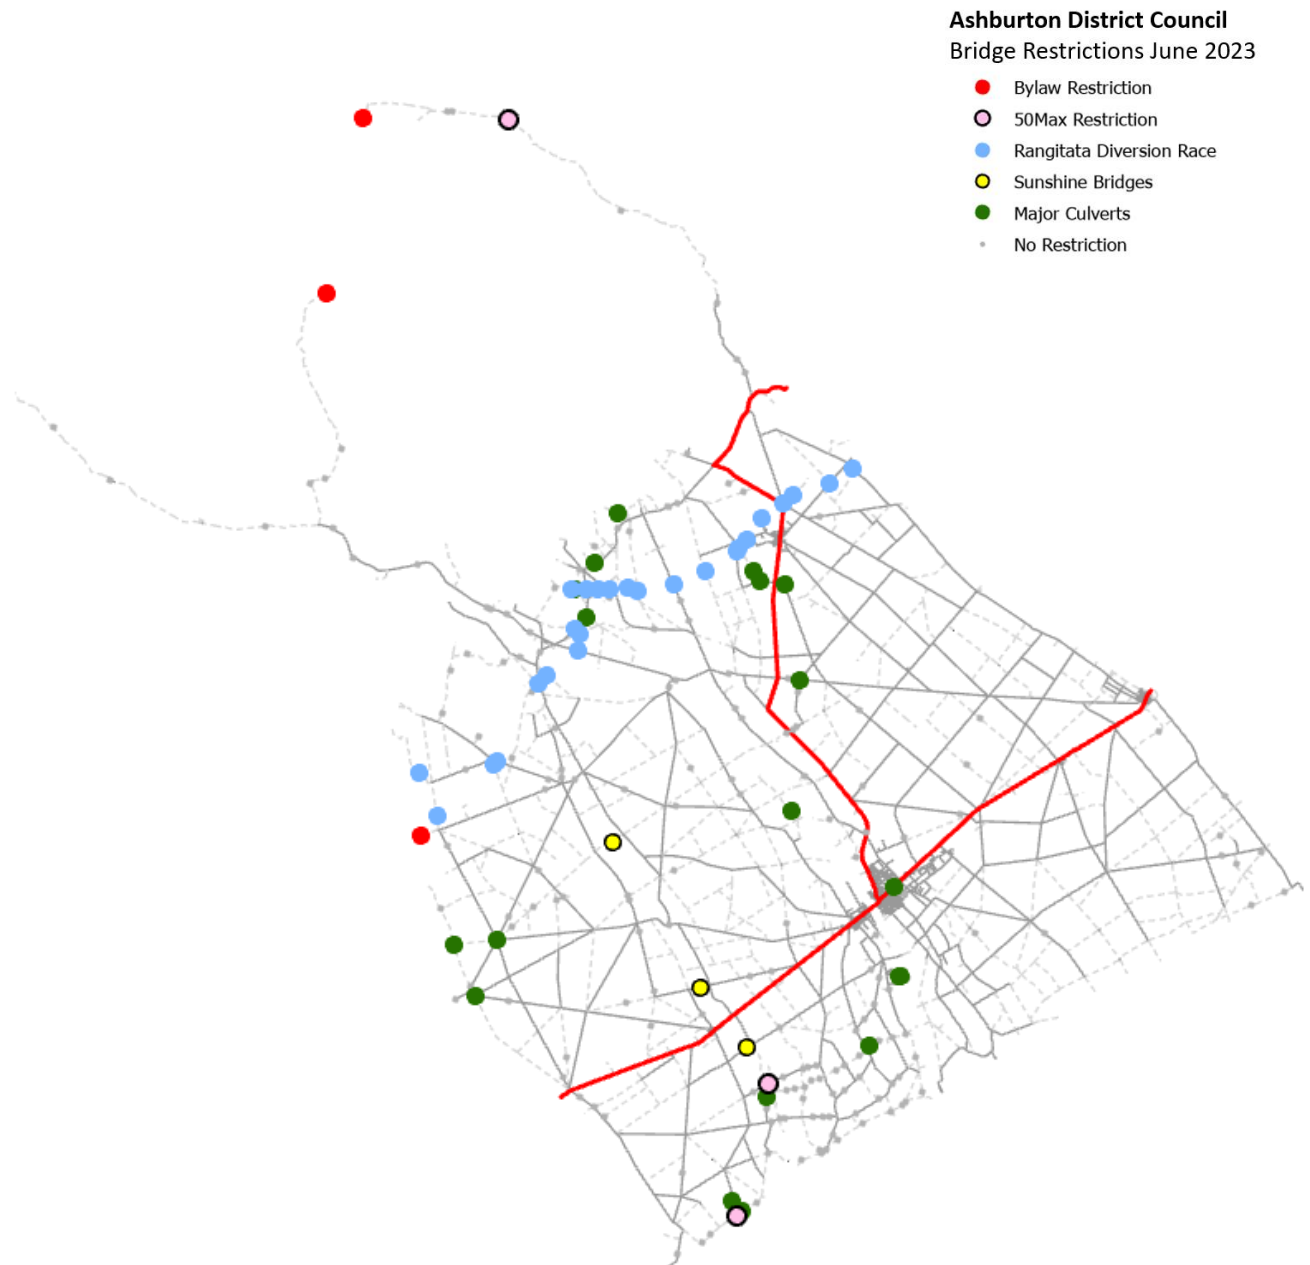 Ashburton District Council
Bridge Restrictions June 2023
Bylaw Restriction
50Max Restriction
Rangitata Diversion Race
Sunshine Bridges
Major Culverts
No Restriction